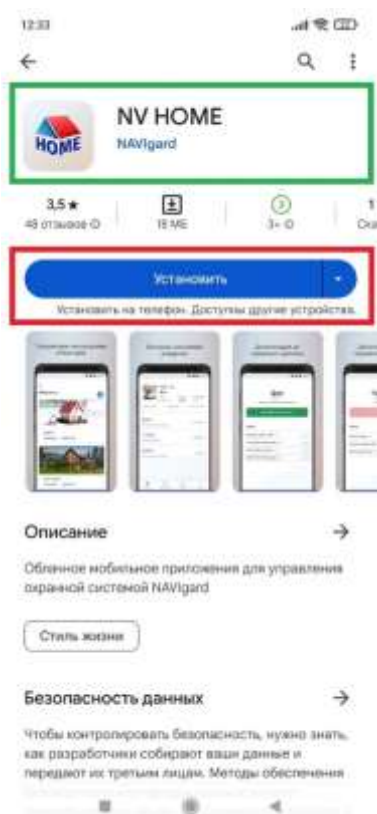 12:33
NV HOME
HOME
NAVIgard
3,5★
48 отзывов
18 МБ
3+
Установить
Установить на телефон. Доступны другие устройства.
Описание
Облачное мобильное приложение для управления
охранной системой NAVIgard
Стиль жизни
Безопасность данных
Чтобы контролировать безопасность, нужно знать,
как разработчики собирают ваши данные и
передают их третьим лицам. Методы обеспечения